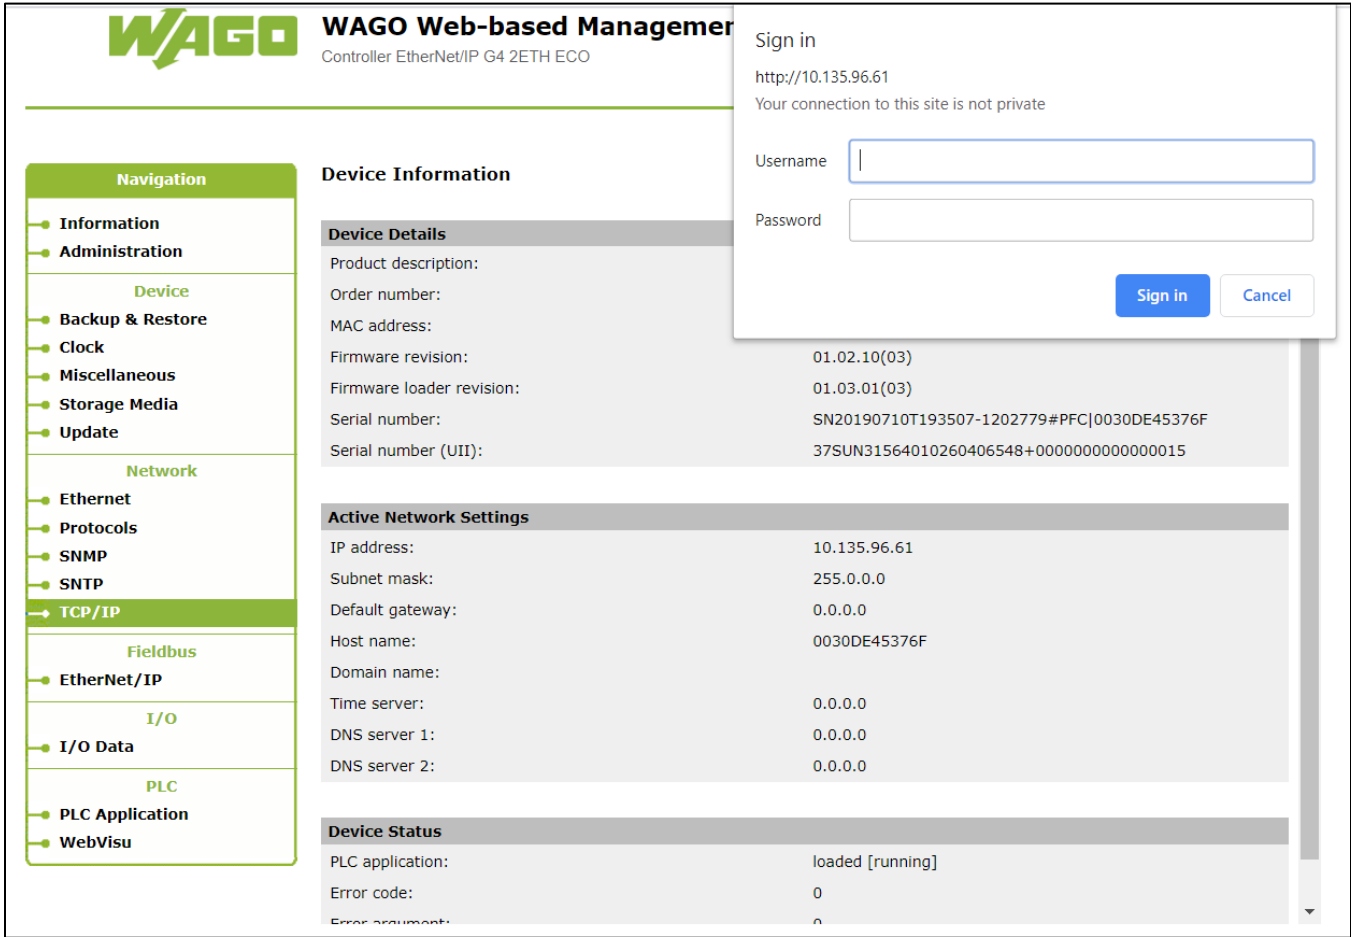 WAGO
WAGO Web-based Managemen
Controller EtherNet/IP G4 2ETH ECO
Sign in
http://10.135.96.61
Your connection to this site is not private
Username
Password
Sign in Cancel
Navigation
Information
Administration
Device
Backup & Restore
Clock
Miscellaneous
Storage Media
Update
Network
Ethernet
Protocols
SNMP
SNTP
TCP/IP
Fieldbus
EtherNet/IP
I/O
I/O Data
PLC
PLC Application
WebVisu
Device Information
Device Details
Product description:
Order number:
MAC address:
Firmware revision: 01.02.10(03)
Firmware loader revision: 01.03.01(03)
Serial number: SN20190710T193507-1202779#PFC|0030DE45376F
Serial number (UII): 37SUN31564010260406548+0000000000000015
Active Network Settings
IP address: 10.135.96.61
Subnet mask: 255.0.0.0
Default gateway: 0.0.0.0
Host name: 0030DE45376F
Domain name:
Time server: 0.0.0.0
DNS server 1: 0.0.0.0
DNS server 2: 0.0.0.0
Device Status
PLC application: loaded [running]
Error code: 0
Error argument: 0